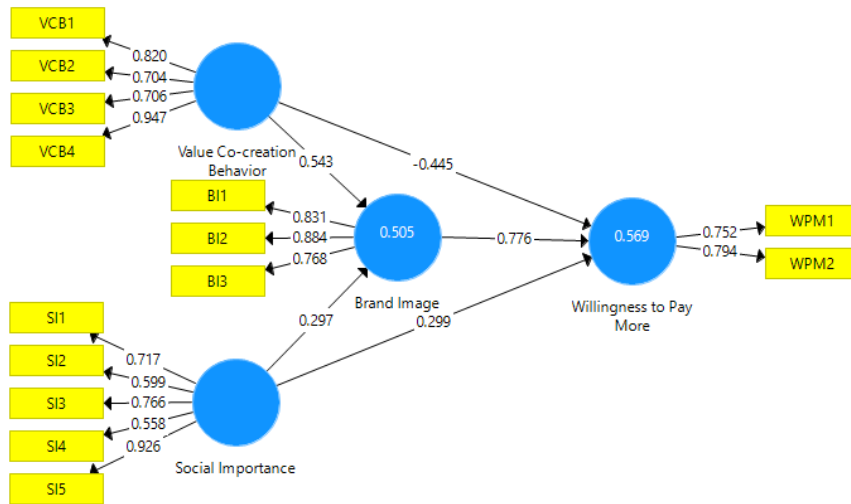 VCB1
0.820
VCB2
0.704
VCB3
0.706
VCB4
0.947
Value Co-creation
Behavior
0.543
-0.445
BI1
0.831
BI2
0.884
BI3
0.768
0.505
Brand Image
0.776
0.569
Willingness to Pay
More
0.752
WPM1
0.794
WPM2
0.297
0.299
SI1
0.717
SI2
0.599
SI3
0.766
SI4
0.558
SI5
0.926
Social Importance